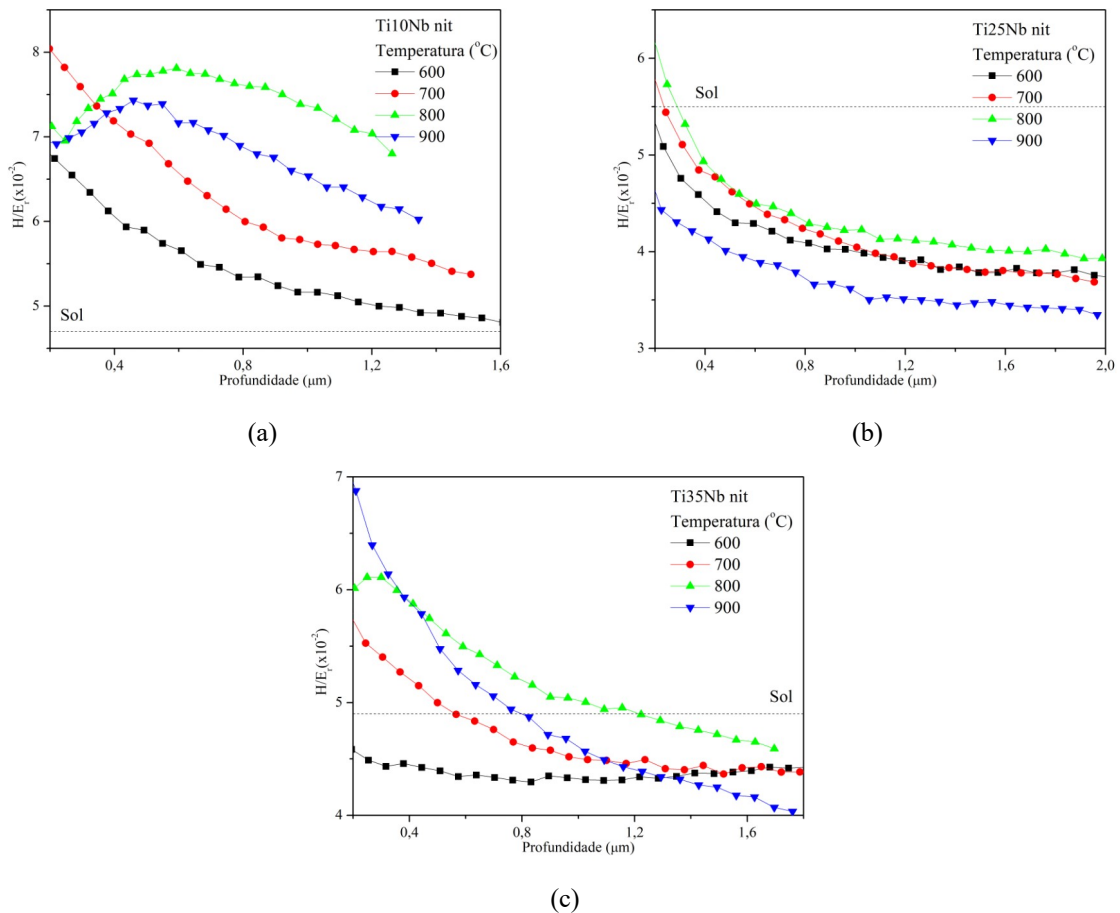 Ti10Nb nit
Temperatura (°C)
600
700
800
900
Sol
8
7
6
5
H/Er(x10-2)
0,4
0,8
1,2
1,6
Profundidade (μm)
(a)
Ti25Nb nit
Temperatura (°C)
600
700
800
900
Sol
6
5
4
3
H/Er(x10-2)
0,4
0,8
1,2
1,6
2,0
Profundidade (μm)
(b)
Ti35Nb nit
Temperatura (°C)
600
700
800
900
Sol
7
6
5
4
H/Er(x10-2)
0,4
0,8
1,2
1,6
Profundidade (μm)
(c)